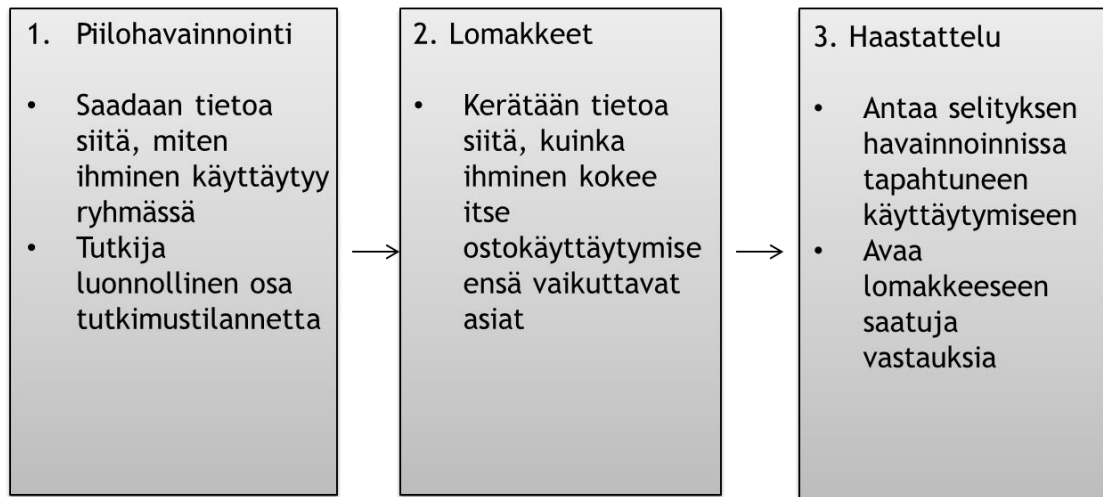 1. Piilohavainnointi
• Saadaan tietoa
siitä, miten
ihminen käyttäytyy
ryhmässä
• Tutkija
luonnollinen osa
tutkimustilannetta
2. Lomakkeet
• Kerätään tietoa
siitä, kuinka
ihminen kokee
itse
ostokäyttäytymise
ensä vaikuttavat
asiat
3. Haastattelu
• Antaa selityksen
havainnoinnissa
tapahtuneen
käyttäytymiseen
• Avaa
lomakkeeseen
saatuja
vastauksia